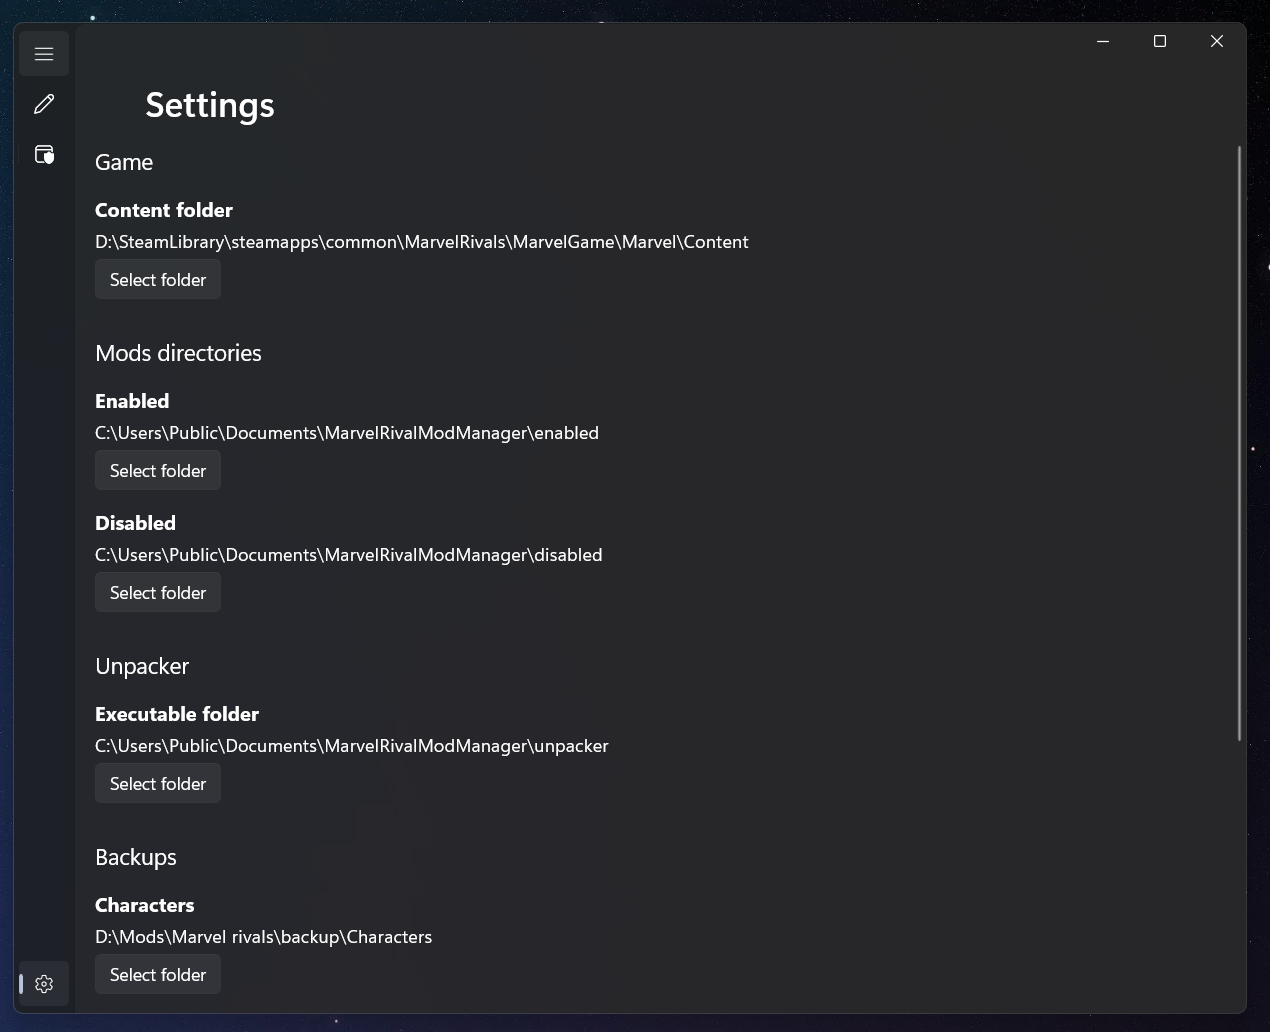 Settings
Game
Content folder
D:\SteamLibrary\steamapps\common\MarvelRivals\MarvelGame\Marvel\Content
Select folder
Mods directories
Enabled
C:\Users\Public\Documents\MarvelRivalModManager\enabled
Select folder
Disabled
C:\Users\Public\Documents\MarvelRivalModManager\disabled
Select folder
Unpacker
Executable folder
C:\Users\Public\Documents\MarvelRivalModManager\unpacker
Select folder
Backups
Characters
D:\Mods\Marvel rivals\backup\Characters
Select folder